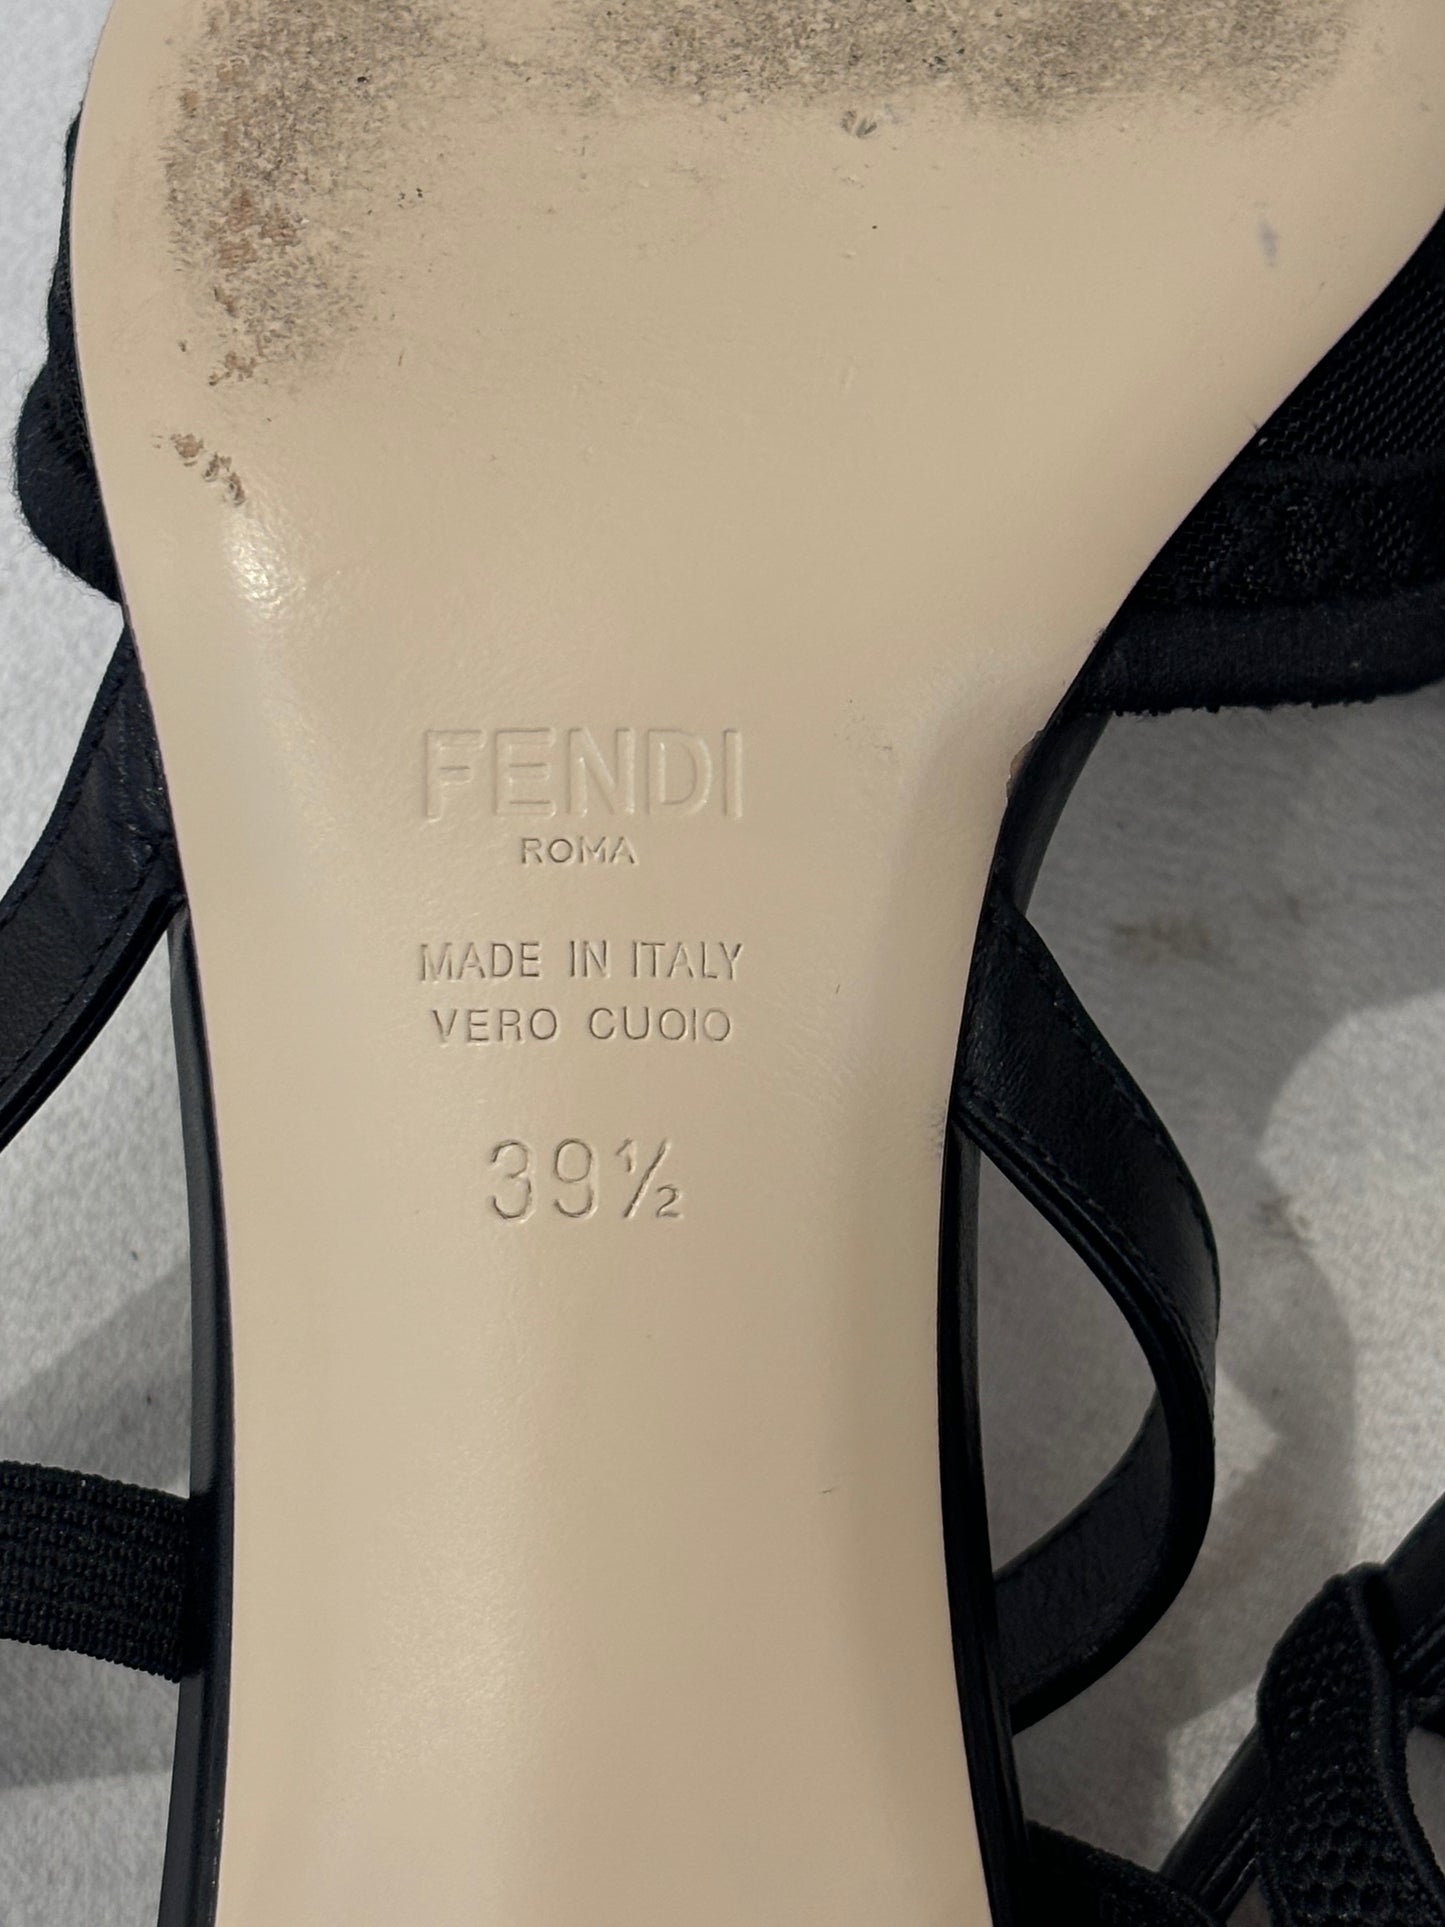 FENDI
ROMA
MADE IN ITALY
VERO CUOIO
39½